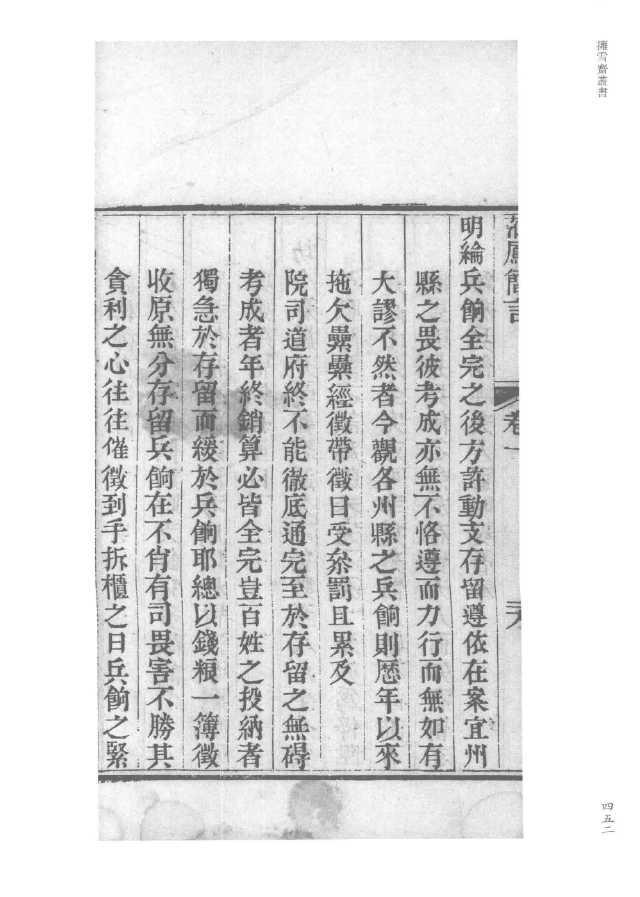 擁雪齋叢書
卷一
明綸兵餉全完之後方許動支存留遵依在案宜州
縣之畏彼考成亦無不恪遵而力行而無如有
大謬不然者今觀各州縣之兵餉則歷年以來
拖欠纍纍經徵帶徵日受叅罰且累及
院司道府終不能徹底通完至於存留之無碍
考成者年終銷算必皆全完豈百姓之投納者
獨急於存留而緩於兵餉耶總以錢粮一簿徵
收原無分存留兵餉在不肖有司畏害不勝其
貪利之心往往催徵到手拆櫃之日兵餉之緊
四五二